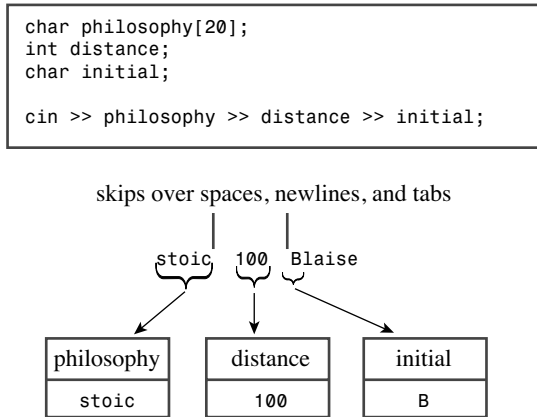 char philosophy[20];
int distance;
char initial;
cin >> philosophy >> distance >> initial;
skips over spaces, newlines, and tabs
stoic 100 Blaise
philosophy distance initial
stoic 100 B